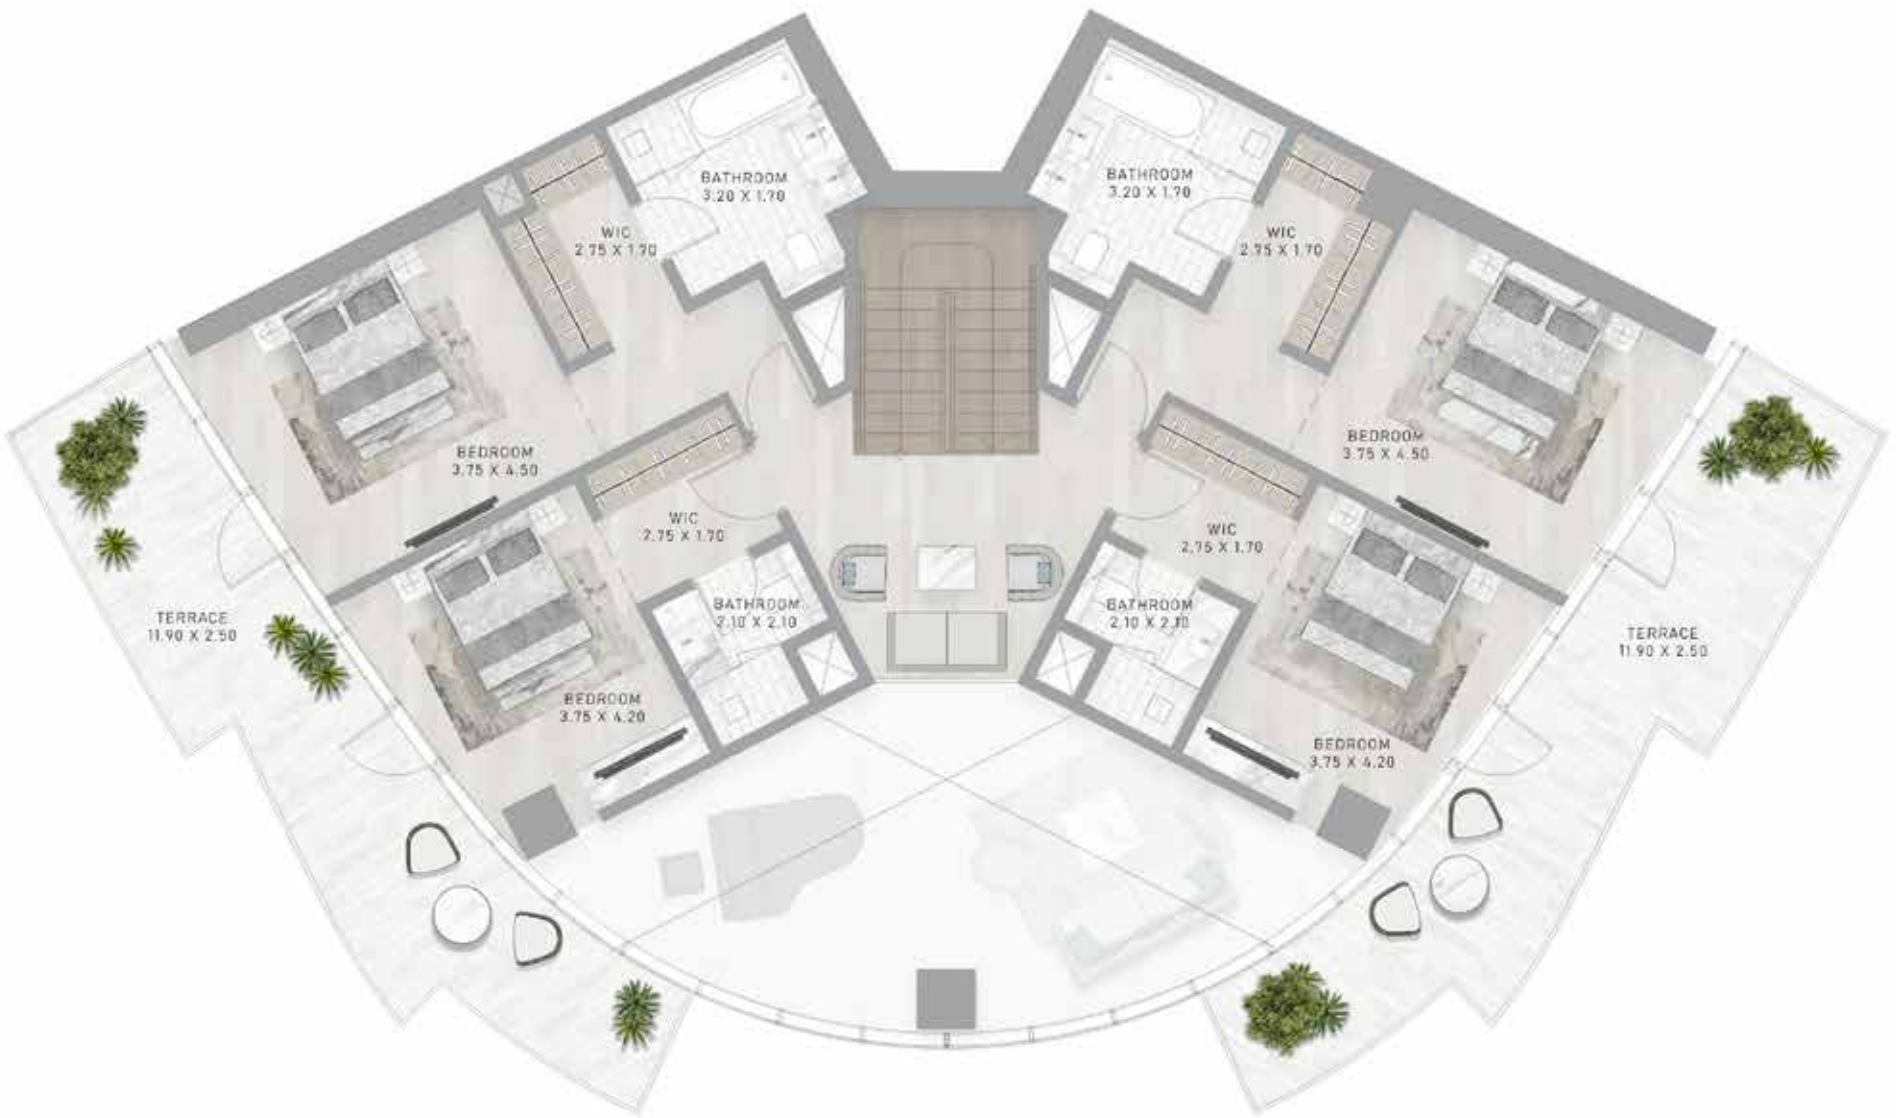 BATHROOM
3.20 X 1.70
BATHROOM
3.20 X 1.70
WIC
2.75 X 1.70
WIC
2.75 X 1.70
BEDROOM
3.75 X 4.50
BEDROOM
3.75 X 4.50
WIC
2.75 X 1.70
WIC
2.75 X 1.70
TERRACE
11.90 X 2.50
BATHROOM
2.10 X 2.10
BATHROOM
2.10 X 2.10
TERRACE
11.90 X 2.50
BEDROOM
3.75 X 4.20
BEDROOM
3.75 X 4.20